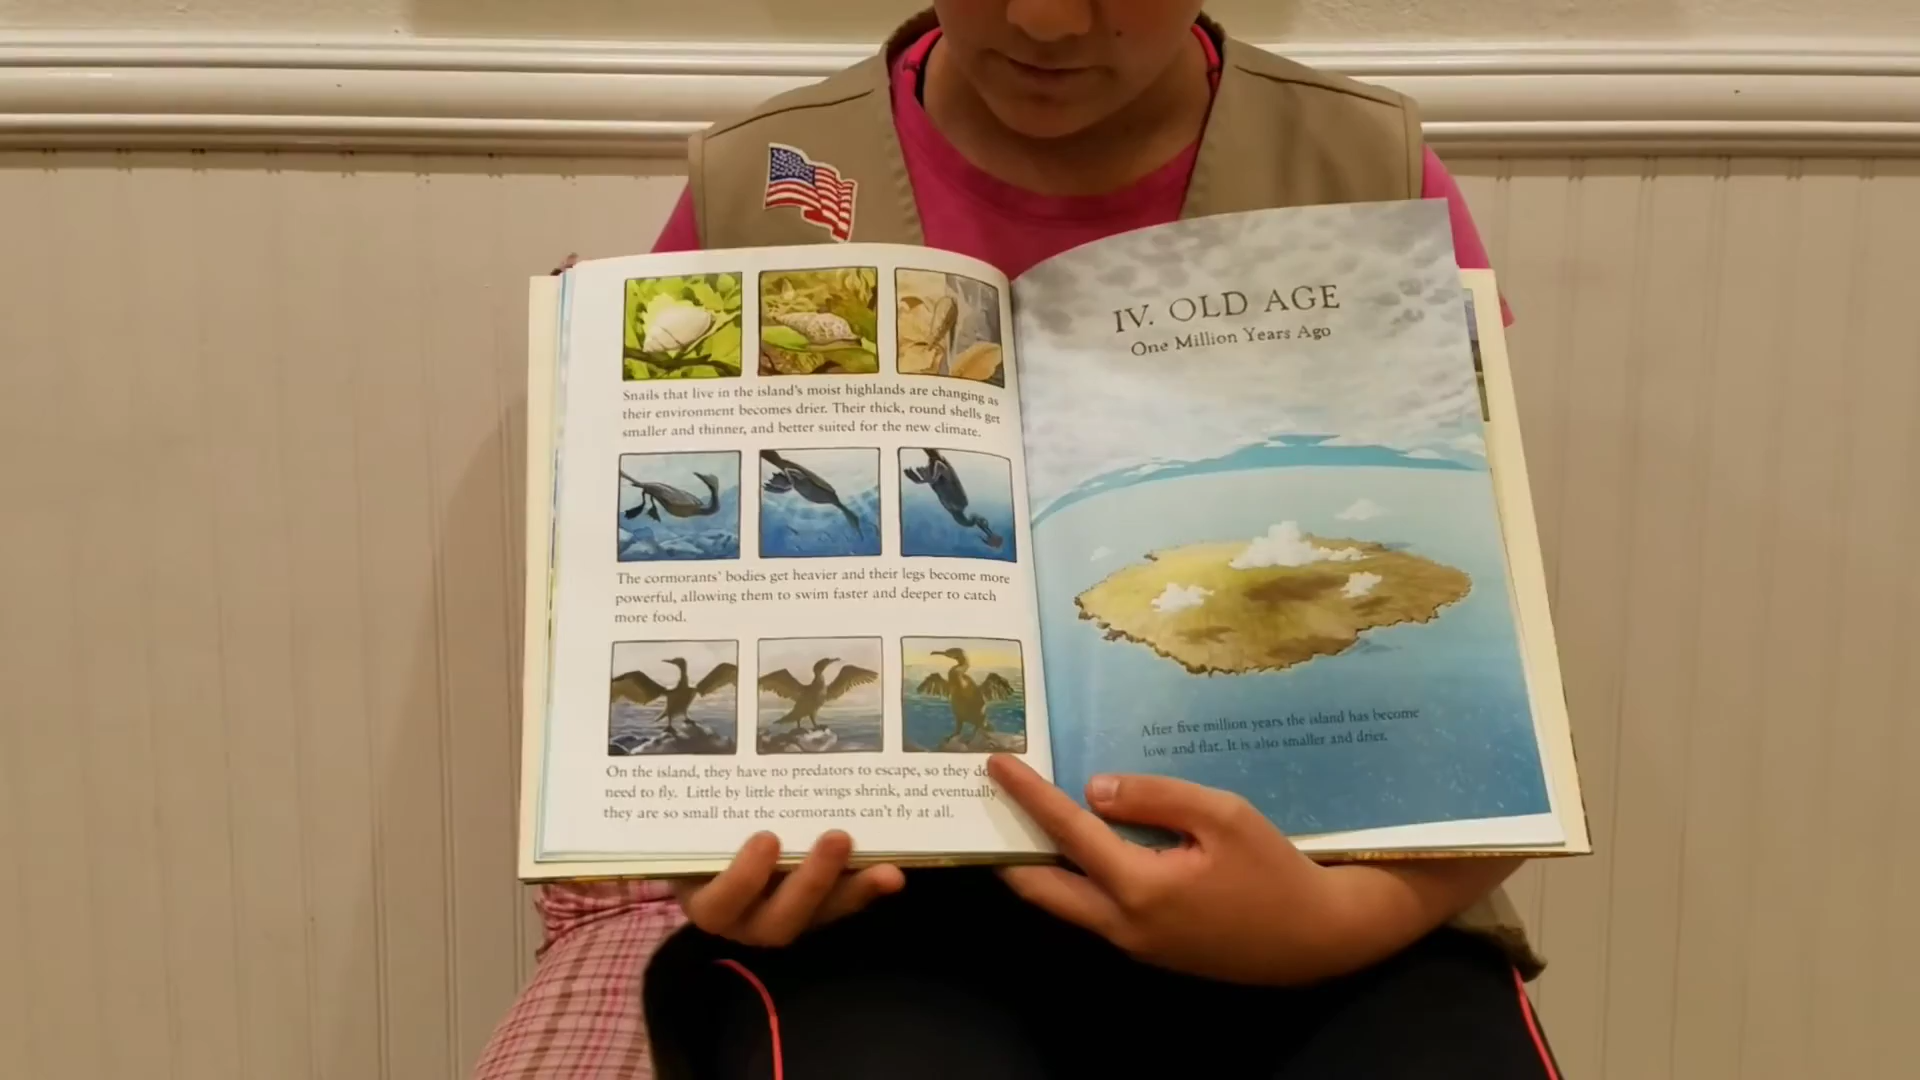 Snails that live in the island's moist highlands are changing as
their environment becomes drier. Their thick, round shells get
smaller and thinner, and better suited for the new climate.
The cormorants' bodies get heavier and their legs become more
powerful, allowing them to swim faster and deeper to catch
more food.
On the island, they have no predators to escape, so they
need to fly. Little by little their wings shrink, and eventually
they are so small that the cormorants can't fly at all.
IV. OLD AGE
One Million Years Ago
After five million years the island has become
low and flat. It is also smaller and drier.